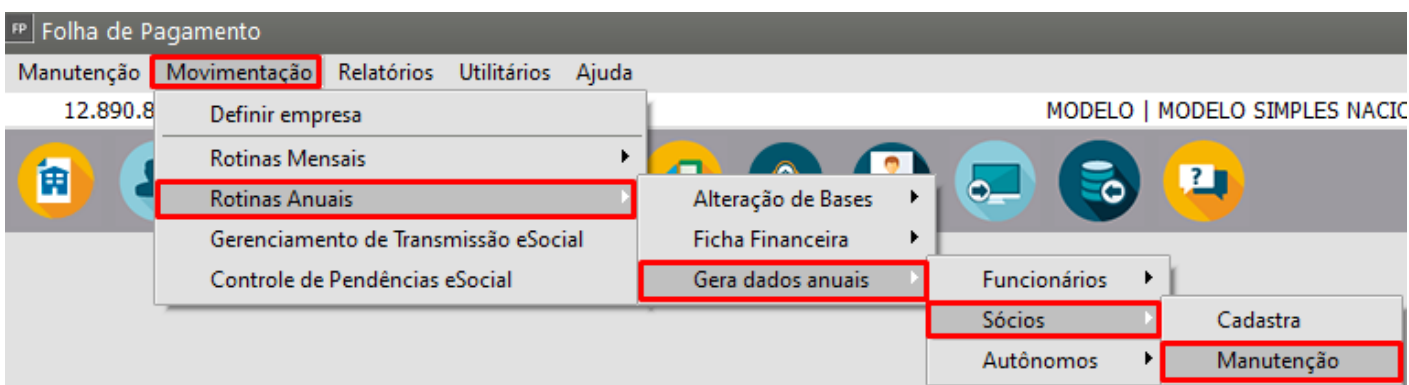 FP Folha de Pagamento
Manutenção Movimentação Relatórios Utilitários Ajuda
12.890.8 MODELO | MODELO SIMPLES NACIO
Definir empresa
Rotinas Mensais
Rotinas Anuais
Gerenciamento de Transmissão eSocial
Controle de Pendências eSocial
Alteração de Bases
Ficha Financeira
Gera dados anuais
Funcionários
Sócios
Autônomos
Cadastra
Manutenção